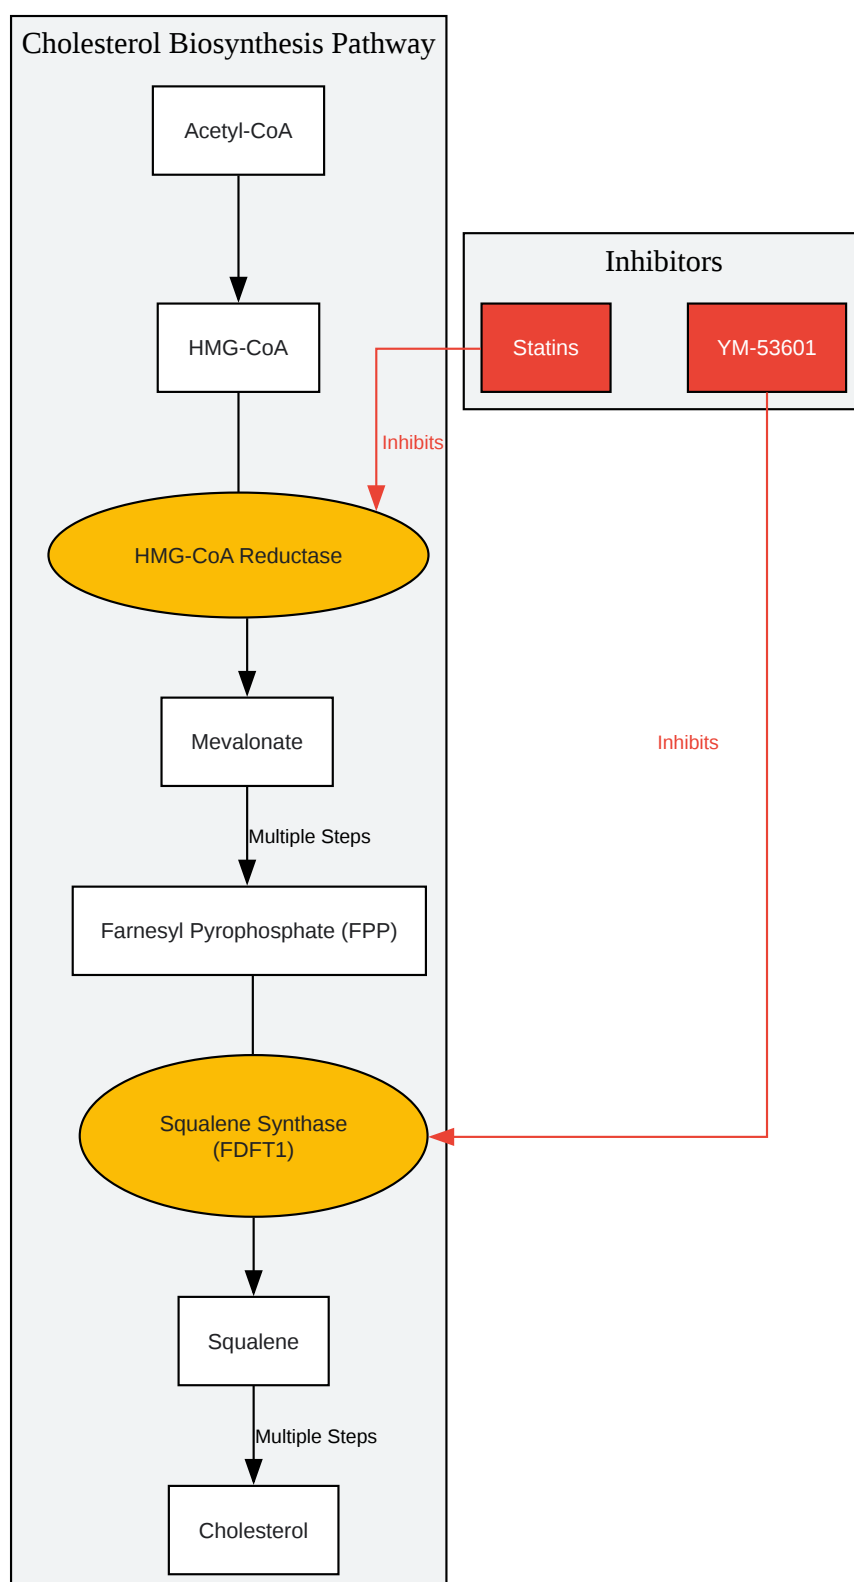 Cholesterol Biosynthesis Pathway
Acetyl-CoA
Inhibitors
HMG-CoA
Statins
YM-53601
Inhibits
HMG-CoA Reductase
Mevalonate
Inhibits
Multiple Steps
Farnesyl Pyrophosphate (FPP)
Squalene Synthase
(FDFT1)
Squalene
Multiple Steps
Cholesterol